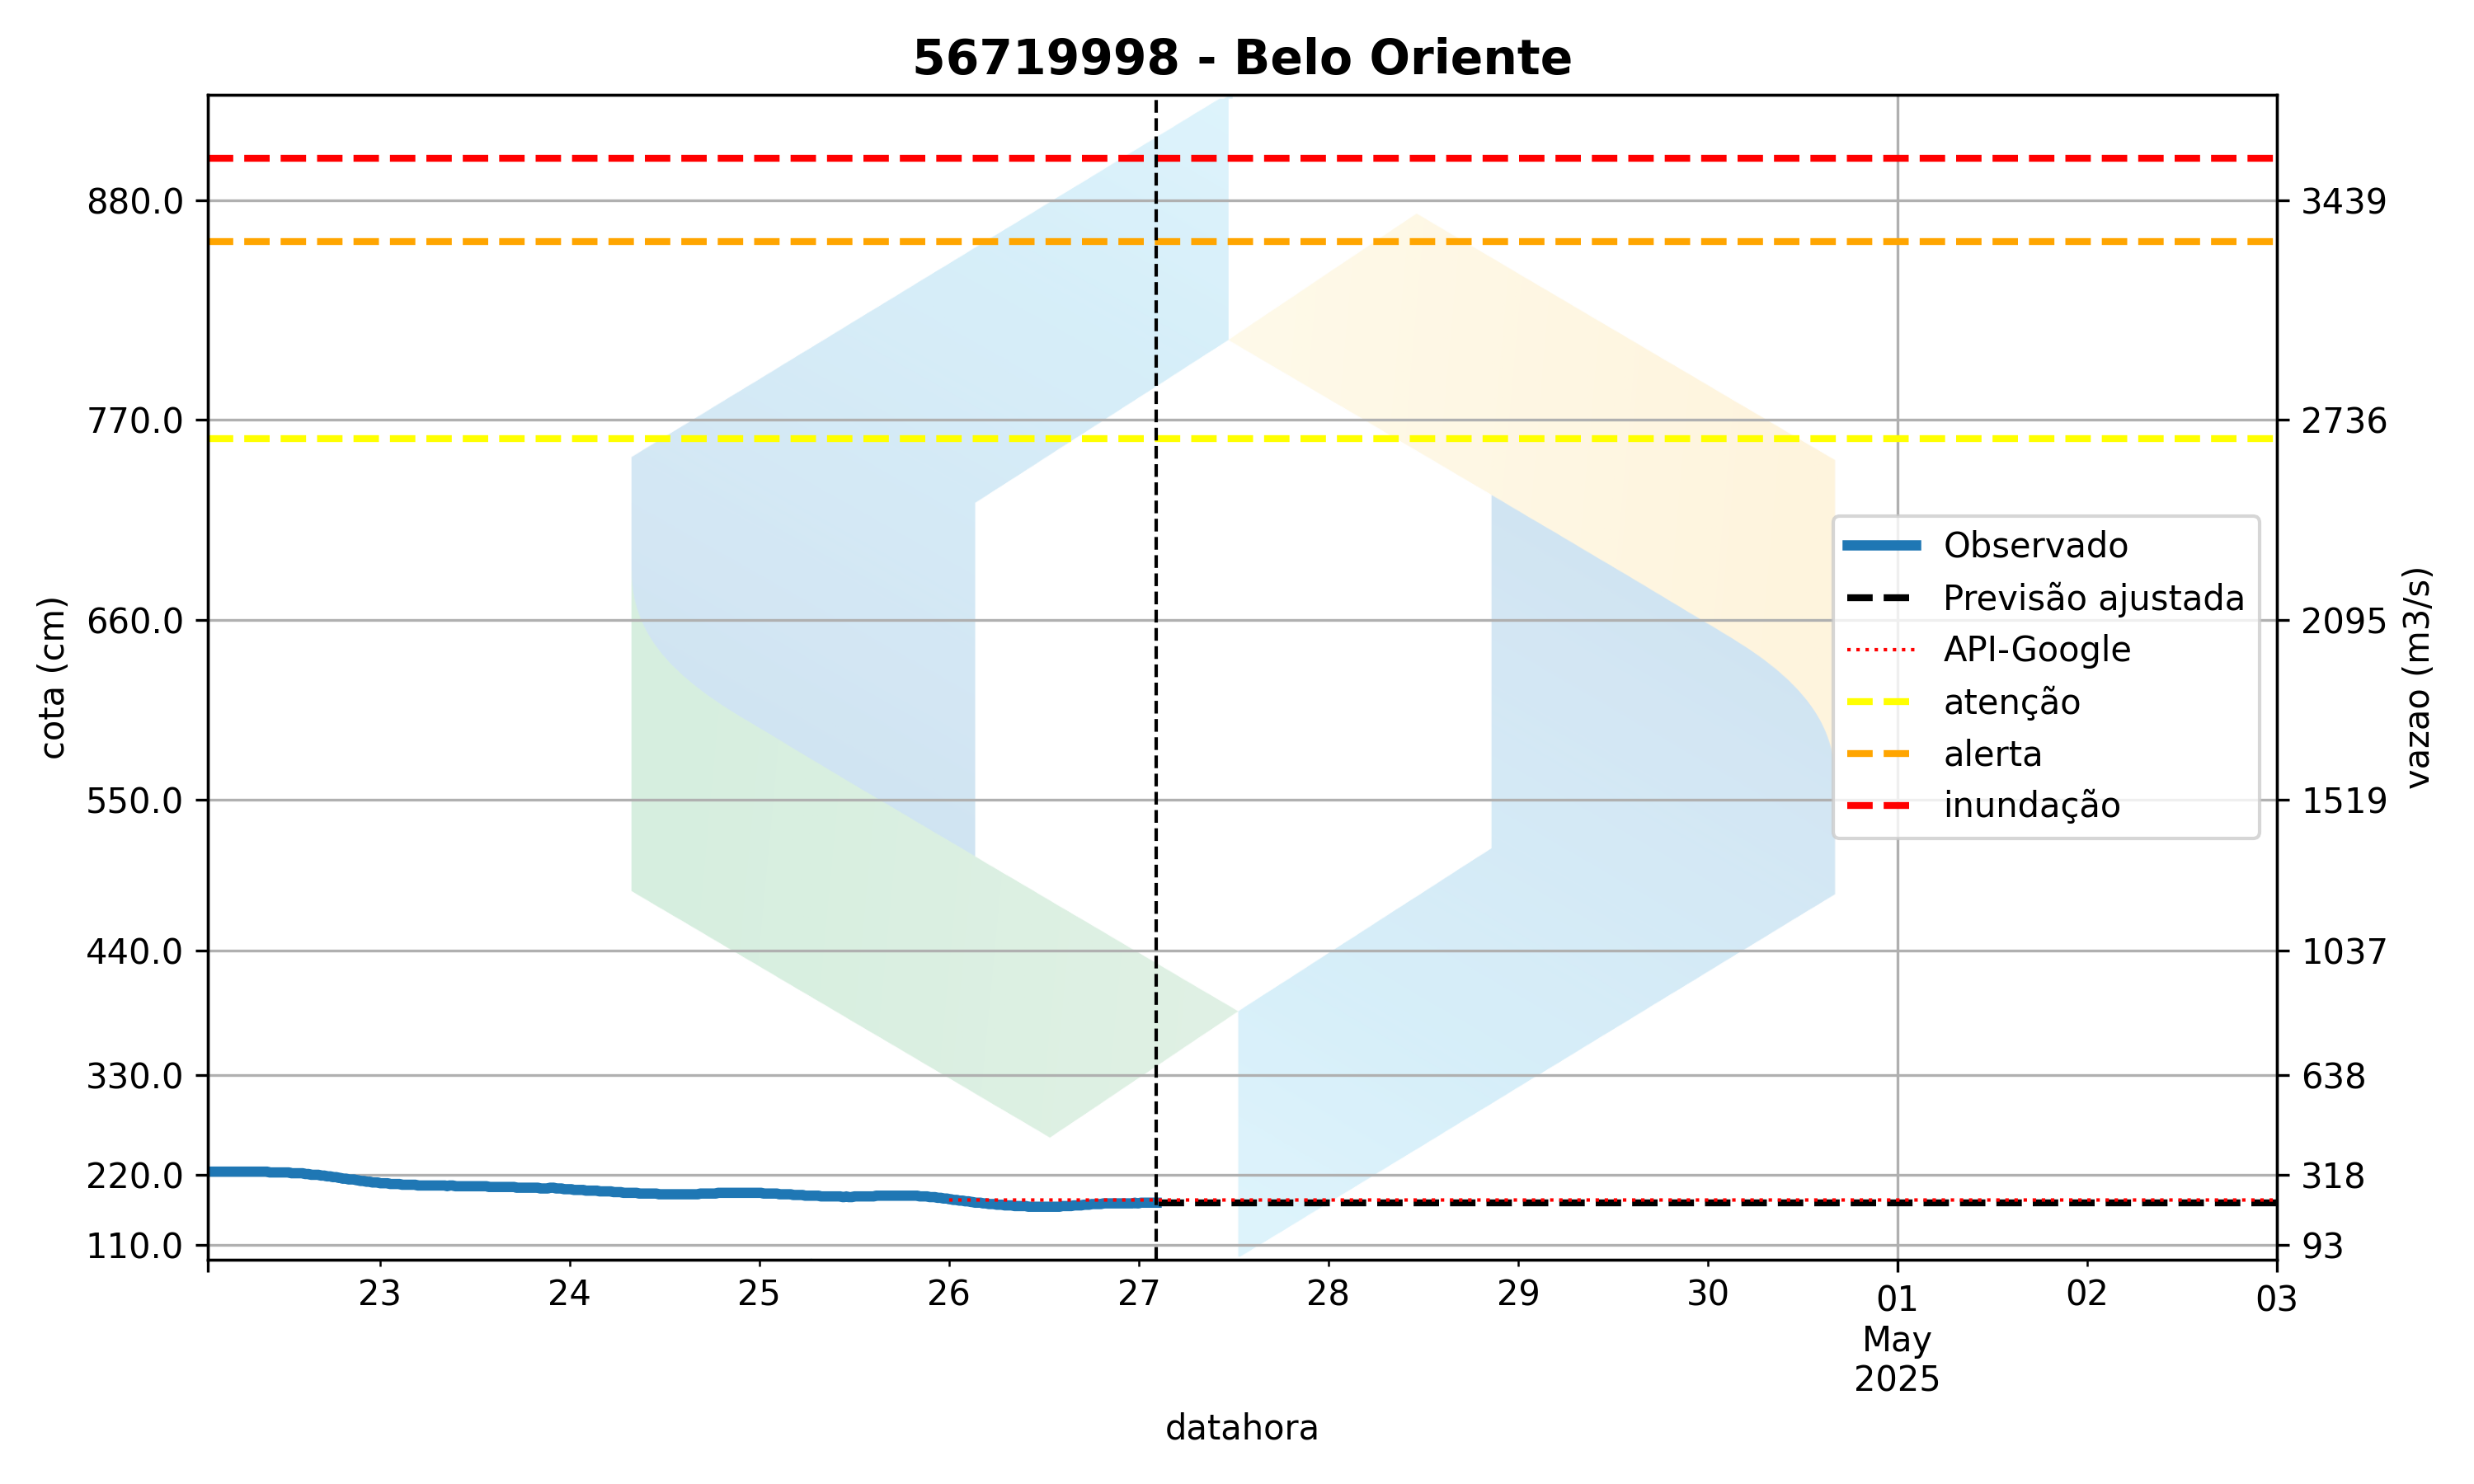 56719998 - Belo Oriente
cota (cm)
880.0
770.0
660.0
550.0
440.0
330.0
220.0
110.0
3439
2736
2095
1519
1037
638
318
93
vazao (m3/s)
Observado
Previsão ajustada
API-Google
atenção
alerta
inundação
23 24 25 26 27 28 29 30 01 02 03
May
2025
datahora